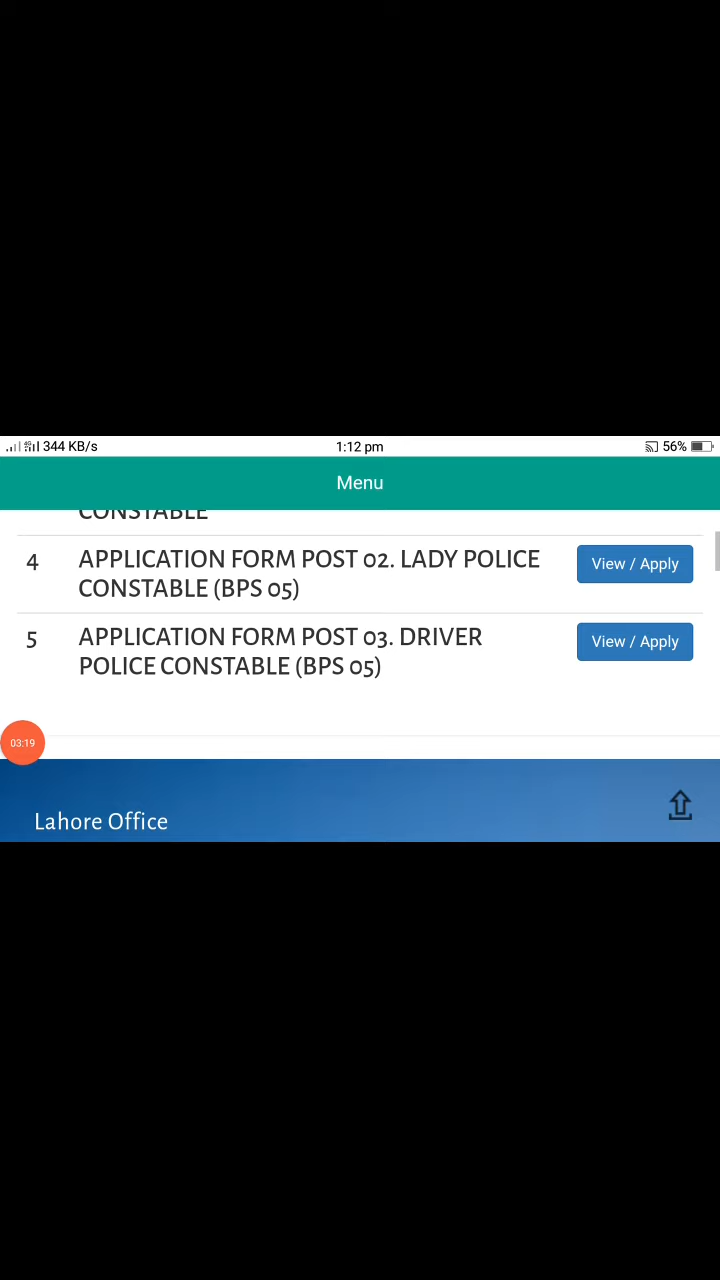 344 KB/s 1:12 pm 56%
Menu
CONSTABLE
4 APPLICATION FORM POST 02. LADY POLICE View / Apply
CONSTABLE (BPS 05)
5 APPLICATION FORM POST 03. DRIVER View / Apply
POLICE CONSTABLE (BPS 05)
03:19
Lahore Office